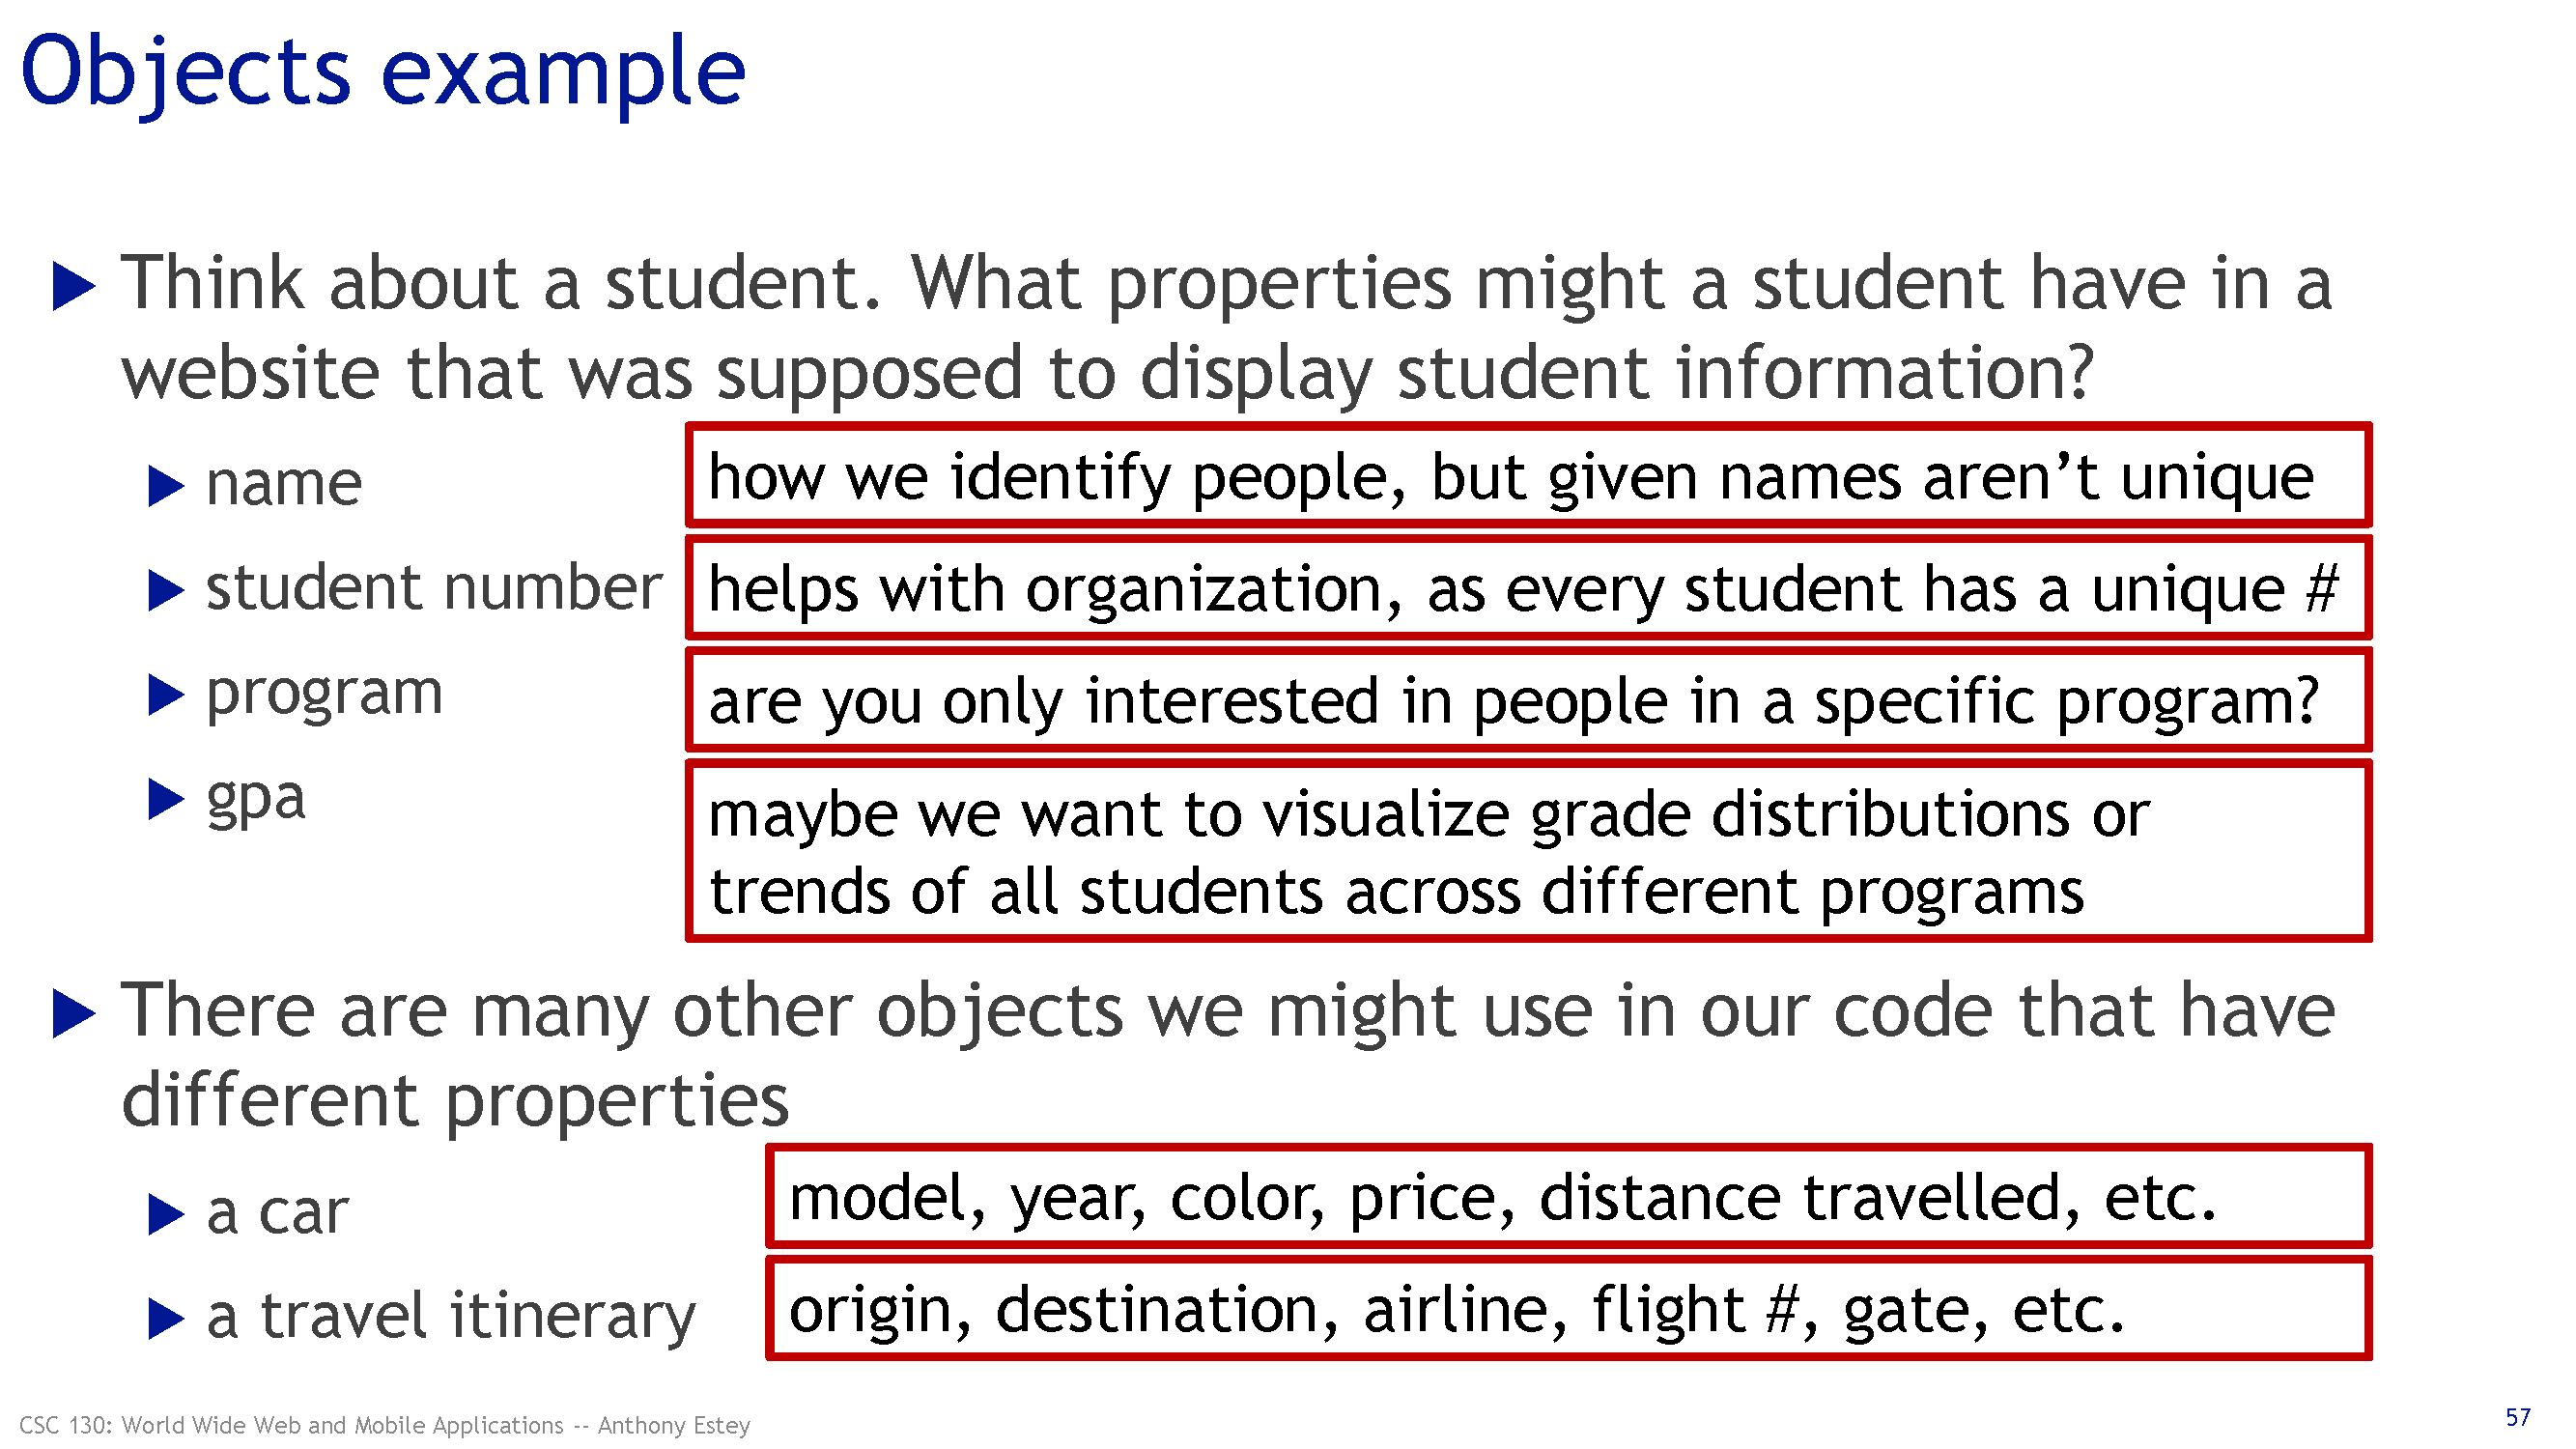 Objects example
Think about a student. What properties might a student have in a
website that was supposed to display student information?
name
how we identify people, but given names aren’t unique
student number
helps with organization, as every student has a unique #
program
are you only interested in people in a specific program?
gpa
maybe we want to visualize grade distributions or
trends of all students across different programs
There are many other objects we might use in our code that have
different properties
a car
model, year, color, price, distance travelled, etc.
a travel itinerary
origin, destination, airline, flight #, gate, etc.
CSC 130: World Wide Web and Mobile Applications -- Anthony Estey
57